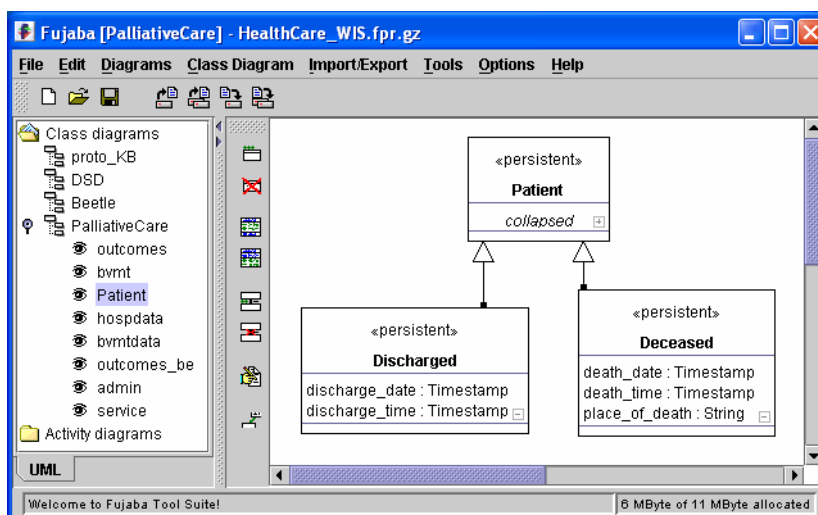 Fujaba [PalliativeCare] - HealthCare_WIS.fpr.gz
File Edit Diagrams Class Diagram Import/Export Tools Options Help
Class diagrams
proto_KB
DSD
Beetle
PalliativeCare
outcomes
bvmt
Patient
hospdata
bvmtdata
outcomes_be
admin
service
Activity diagrams
UML
«persistent»
Patient
collapsed
«persistent»
Discharged
discharge_date : Timestamp
discharge_time : Timestamp
«persistent»
Deceased
death_date : Timestamp
death_time : Timestamp
place_of_death : String
Welcome to Fujaba Tool Suite!
6 MByte of 11 MByte allocated